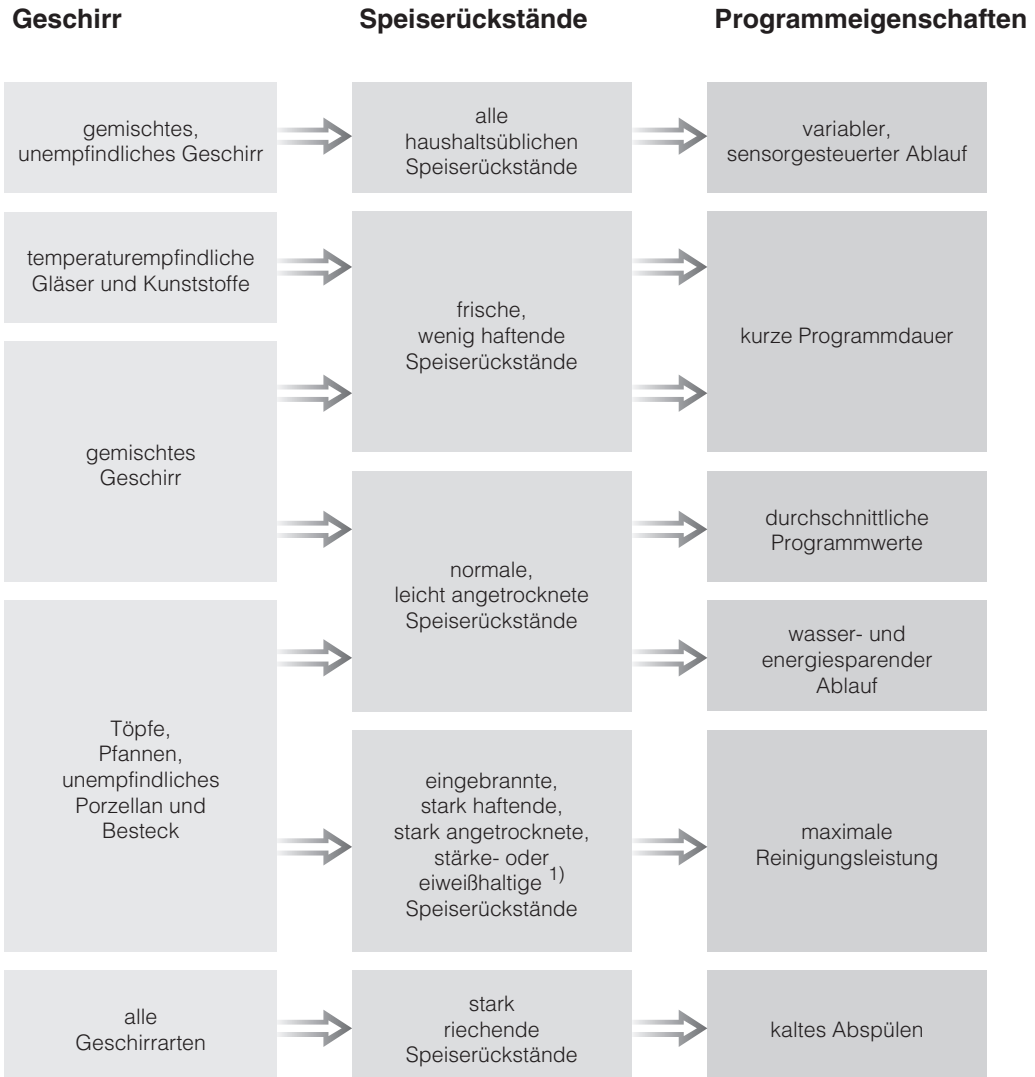 Geschirr
Speiserückstände
Programmeigenschaften
gemischtes,
unempfindliches Geschirr
alle
haushaltsüblichen
Speiserückstände
variabler,
sensorgesteuerter Ablauf
temperaturempfindliche
Gläser und Kunststoffe
frische,
wenig haftende
Speiserückstände
kurze Programmdauer
gemischtes
Geschirr
normale,
leicht angetrocknete
Speiserückstände
durchschnittliche
Programmwerte
wasser- und
energiesparender
Ablauf
Töpfe,
Pfannen,
unempfindliches
Porzellan und
Besteck
eingebrannte,
stark haftende,
stark angetrocknete,
stärke- oder
eiweißhaltige 1)
Speiserückstände
maximale
Reinigungsleistung
alle
Geschirrarten
stark
riechende
Speiserückstände
kaltes Abspülen